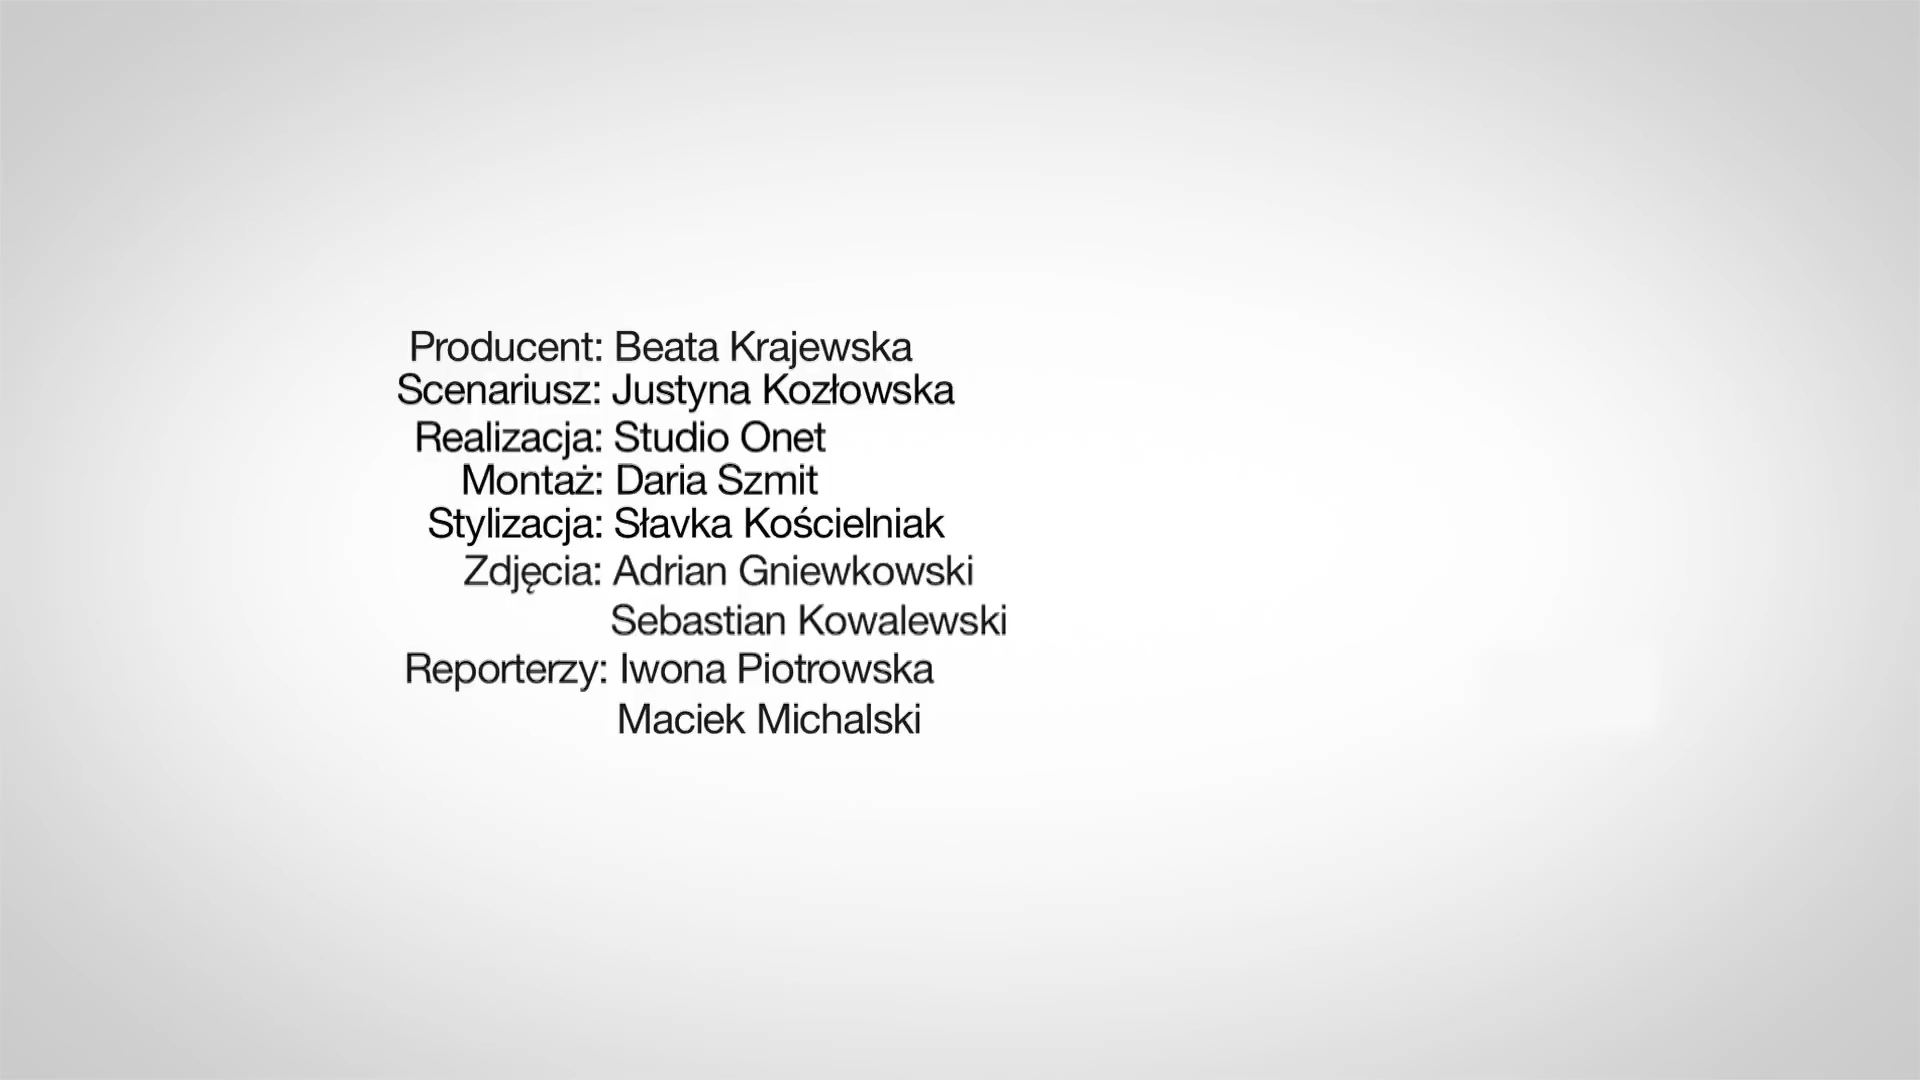 Producent: Beata Krajewska
Scenariusz: Justyna Kozłowska
Realizacja: Studio Onet
Montaż: Daria Szmit
Stylizacja: Sławka Kościelniak
Zdjęcia: Adrian Gniewkowski
Sebastian Kowalewski
Reporterzy: Iwona Piotrowska
Maciek Michalski